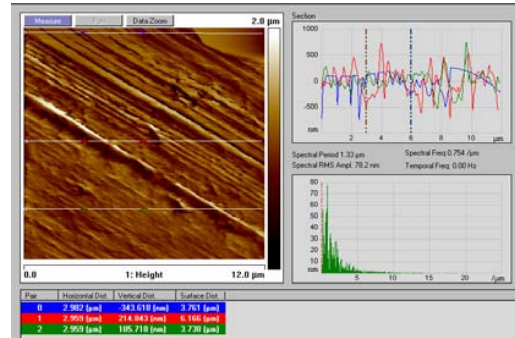 Measure Pan Data Zoom 2.0 µm
0.0 1: Height 12.0 µm
Section
1000
500
0
-500
nm 2 4 6 8 10 µm
Spectral Period 1.33 µm Spectral Freq 0.754 /µm
Spectral RMS Ampl. 78.2 nm Temporal Freq 0.00 Hz
80
70
60
50
40
30
20
10
nm 5 10 15 20 /µm
Pair Horizontal Dist. Vertical Dist. Surface Dist.
0 2.982 (µm) -343.618 (nm) 3.761 (µm)
1 2.959 (µm) 214.843 (nm) 6.166 (µm)
2 2.959 (µm) 105.718 (nm) 3.738 (µm)